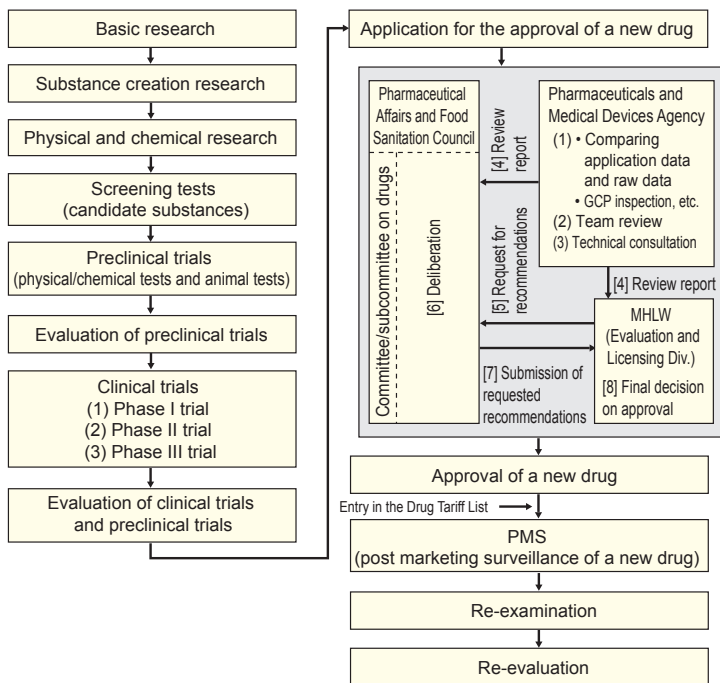 Basic research
Substance creation research
Physical and chemical research
Screening tests
(candidate substances)
Preclinical trials
(physical/chemical tests and animal tests)
Evaluation of preclinical trials
Clinical trials
(1) Phase I trial
(2) Phase II trial
(3) Phase III trial
Evaluation of clinical trials
and preclinical trials
Application for the approval of a new drug
Pharmaceutical
Affairs and Food
Sanitation Council
Committee/subcommittee on drugs
[6] Deliberation
[4] Review
report
[5] Request for
recommendations
Pharmaceuticals and
Medical Devices Agency
(1) • Comparing
application data
and raw data
• GCP inspection, etc.
(2) Team review
(3) Technical consultation
[4] Review report
MHLW
(Evaluation and
Licensing Div.)
[8] Final decision
on approval
[7] Submission of
requested
recommendations
Approval of a new drug
Entry in the Drug Tariff List
PMS
(post marketing surveillance of a new drug)
Re-examination
Re-evaluation